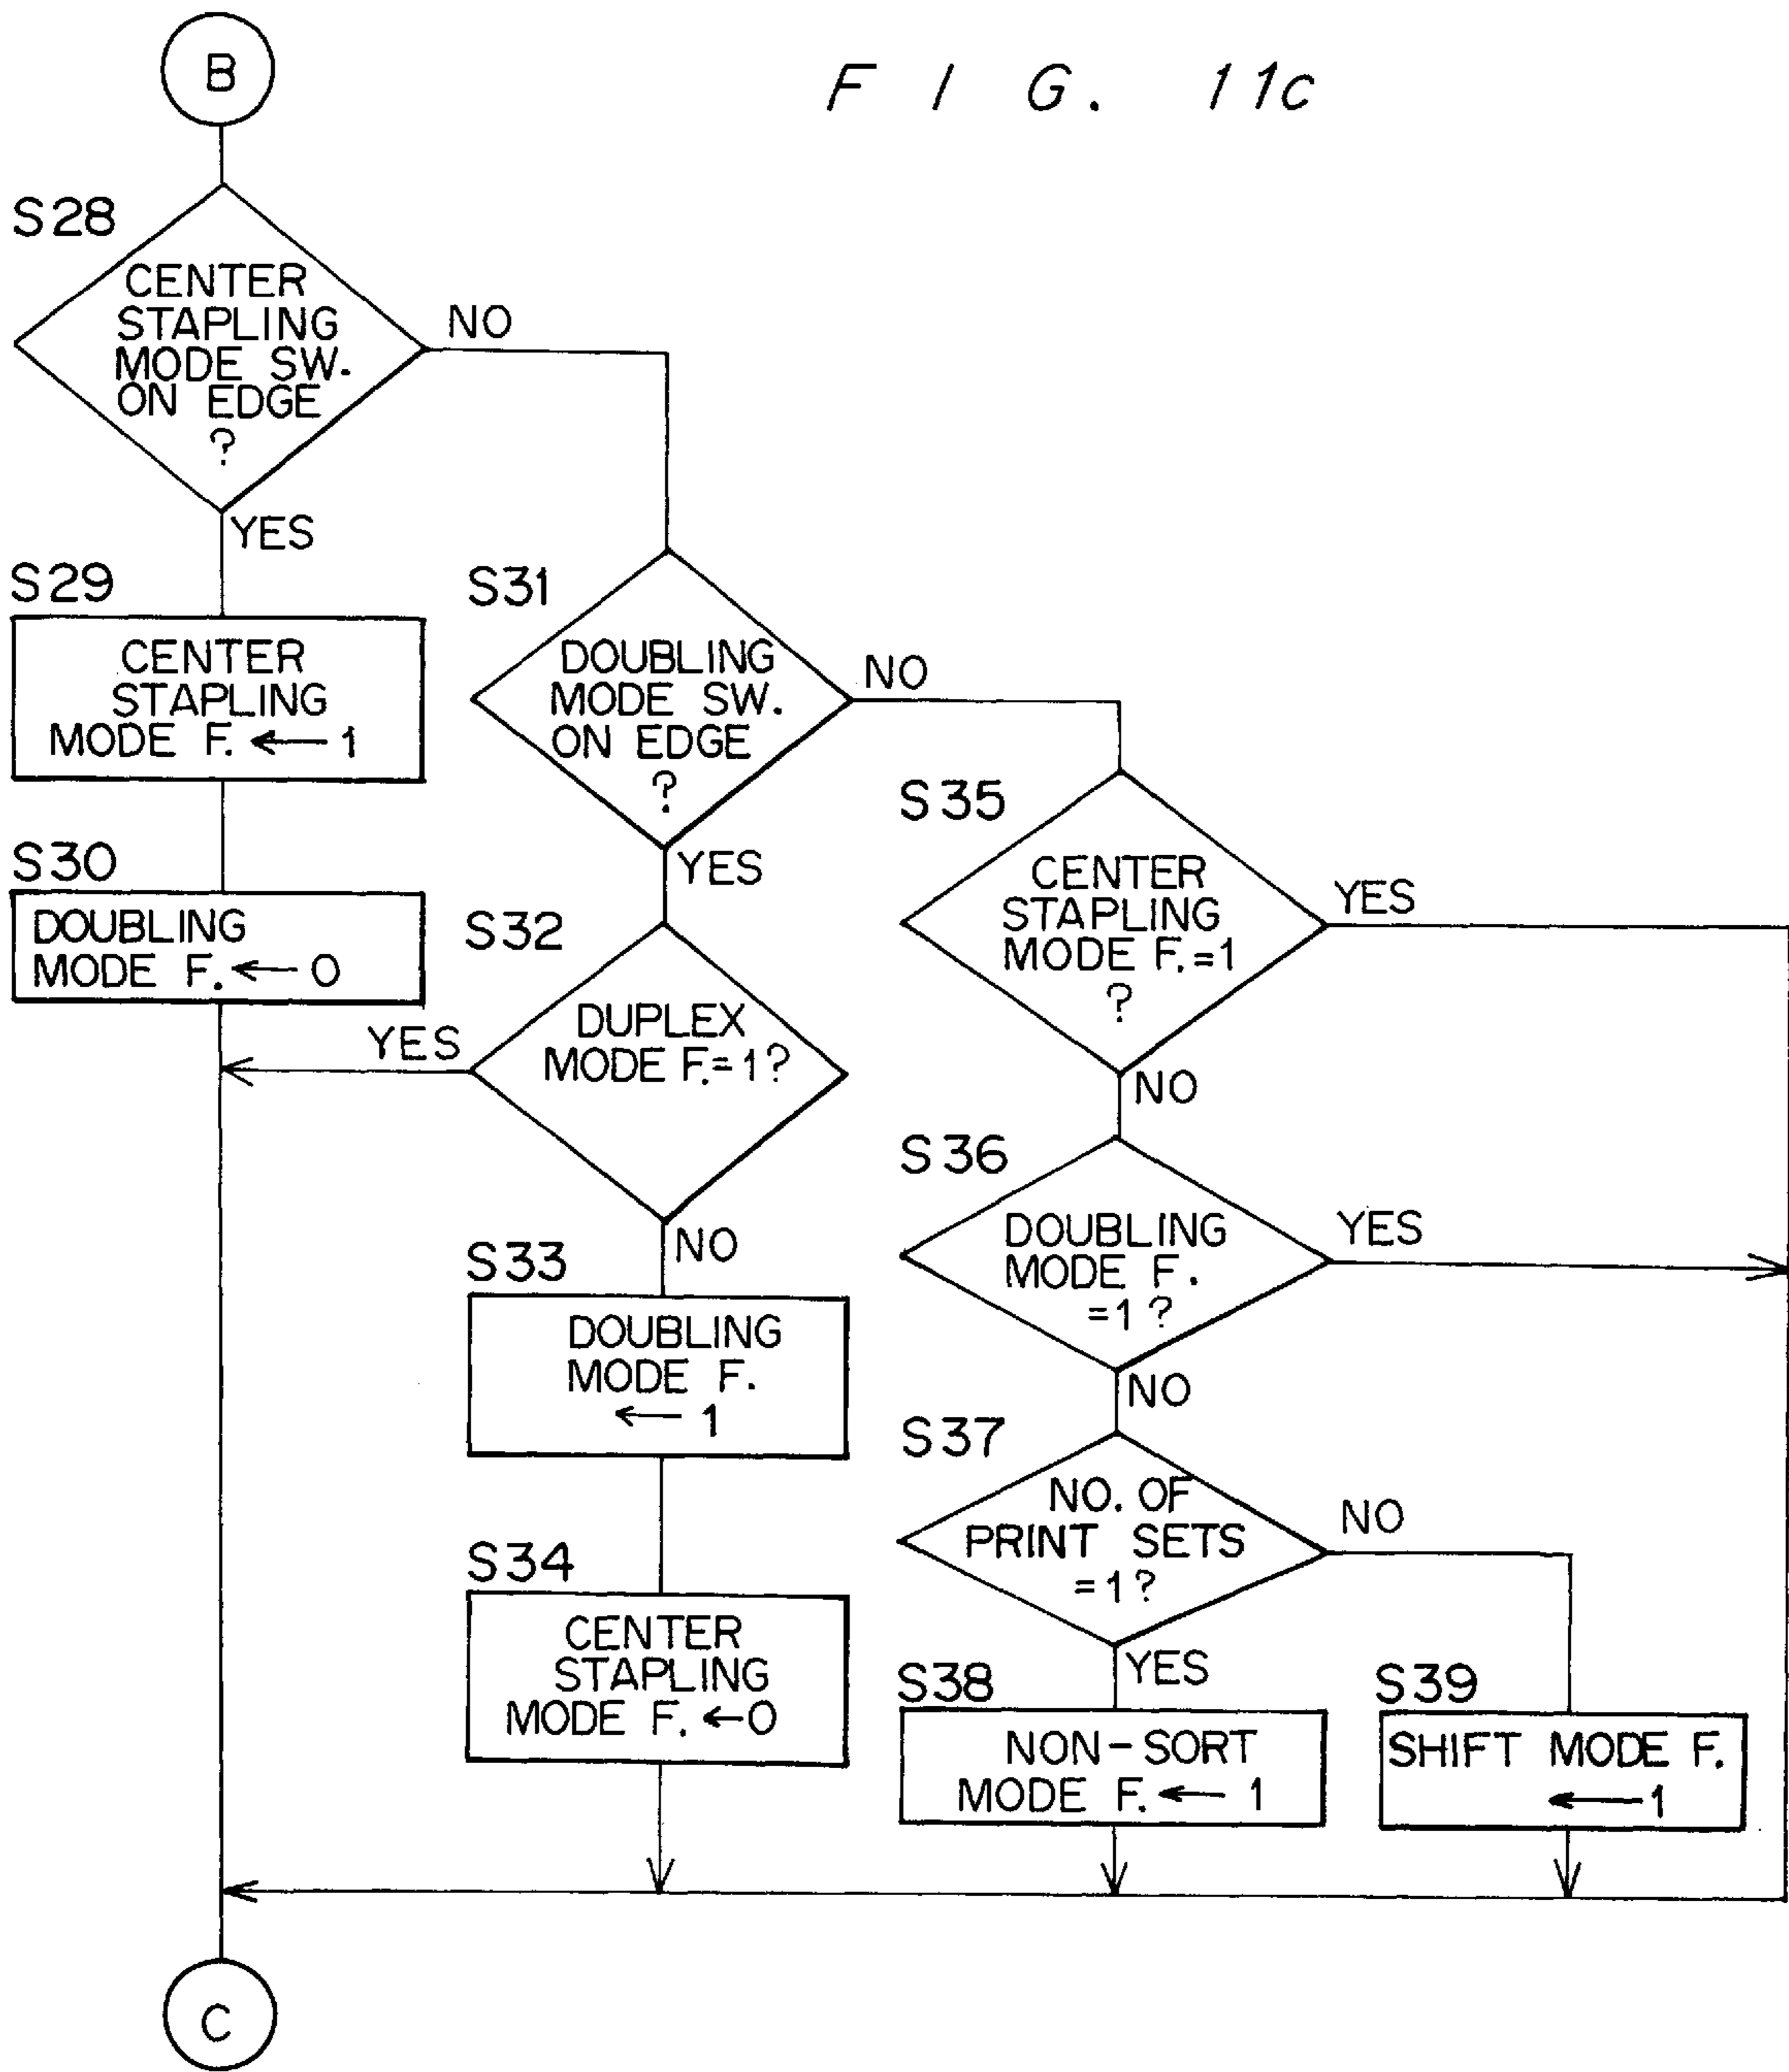 F I G. 11c
B
S28
CENTER
STAPLING
MODE SW.
ON EDGE
?
NO
YES
S29
CENTER
STAPLING
MODE F. ← 1
S30
DOUBLING
MODE F. ← 0
S31
DOUBLING
MODE SW.
ON EDGE
?
NO
YES
S32
DUPLEX
MODE F.=1?
YES
NO
S33
DOUBLING
MODE F.
← 1
S34
CENTER
STAPLING
MODE F. ←0
S35
CENTER
STAPLING
MODE F.=1
?
YES
NO
S36
DOUBLING
MODE F.
=1?
YES
NO
S37
NO. OF
PRINT SETS
=1?
NO
YES
S38
NON-SORT
MODE F. ← 1
S39
SHIFT MODE F.
←1
C